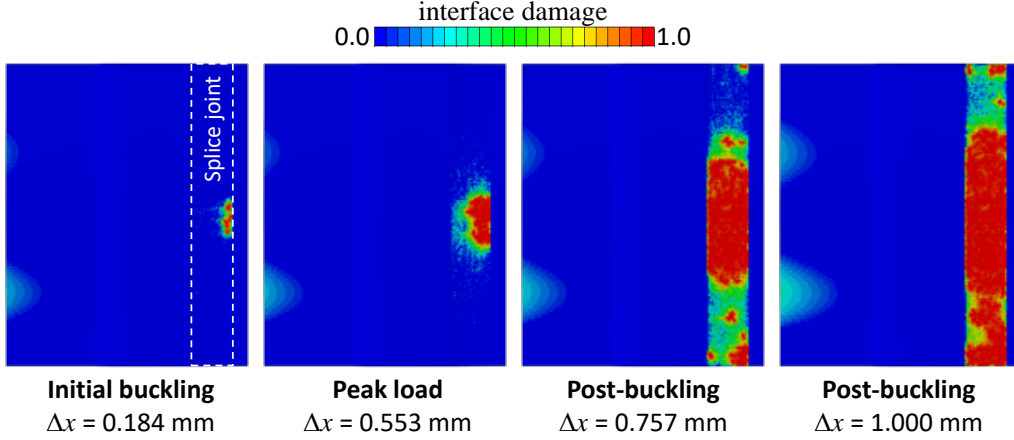 interface damage
0.0 1.0
Splice joint
Initial buckling
Δx = 0.184 mm
Peak load
Δx = 0.553 mm
Post-buckling
Δx = 0.757 mm
Post-buckling
Δx = 1.000 mm